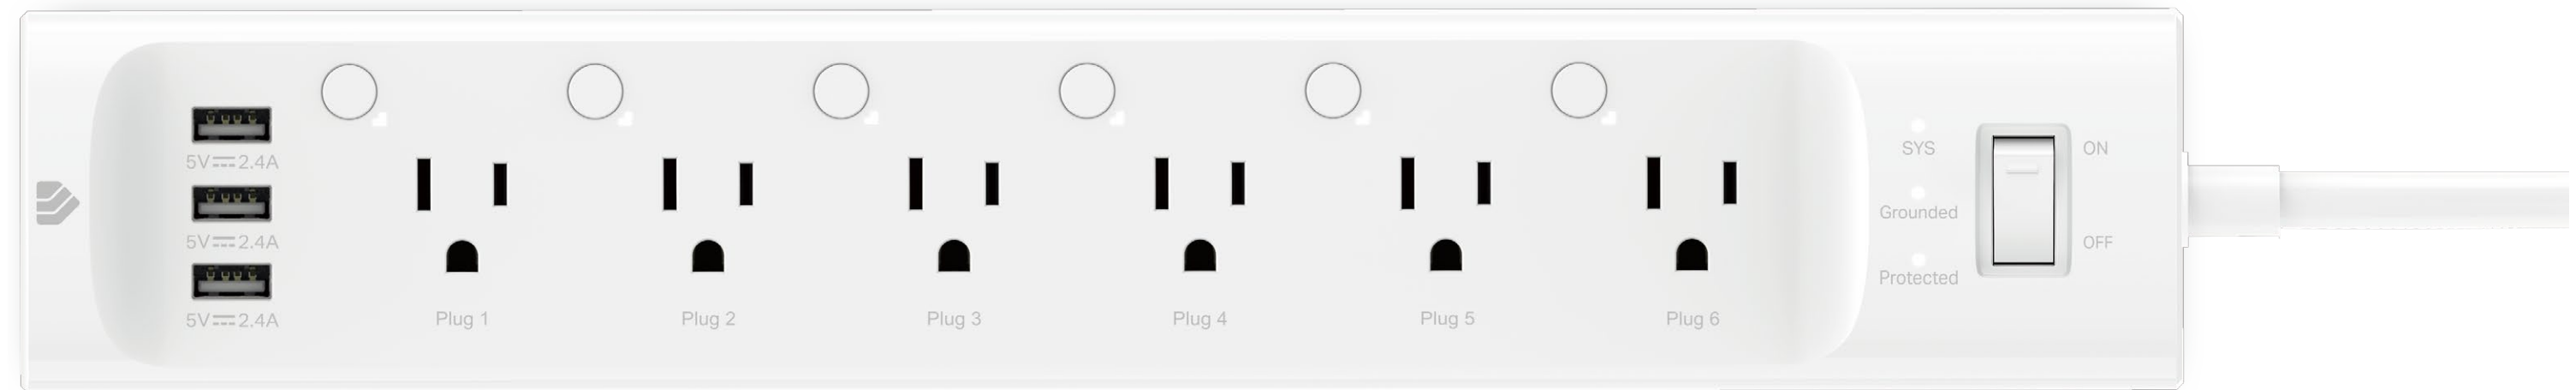 5V⎓2.4A
5V⎓2.4A
5V⎓2.4A
Plug 1
Plug 2
Plug 3
Plug 4
Plug 5
Plug 6
SYS
Grounded
Protected
ON
OFF